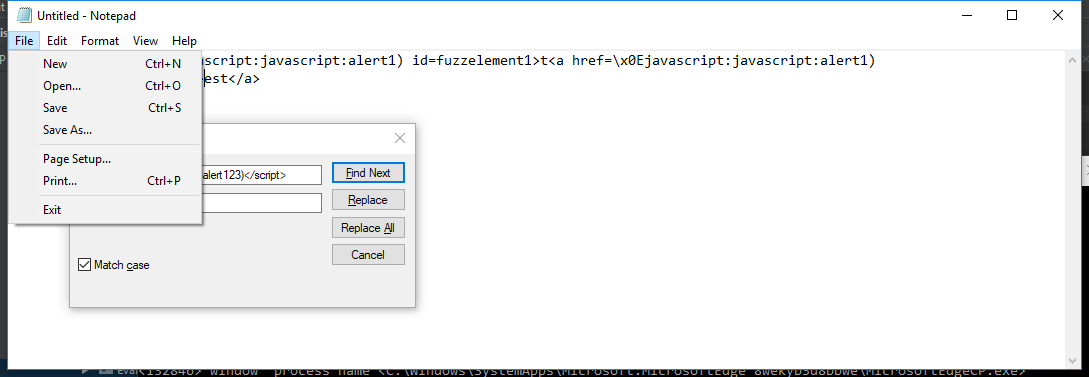 Untitled - Notepad
File Edit Format View Help
New Ctrl+N
Open... Ctrl+O
Save Ctrl+S
Save As...
Page Setup...
Print... Ctrl+P
Exit
script:javascript:alert1) id=fuzzelement1>t<a href=\x0Ejavascript:javascript:alert1)
est</a>
alert123)</script>
Find Next
Replace
Replace All
Cancel
Match case
eval<132846> window process name <C:\Windows\SystemApps\Microsoft.MicrosoftEdge_8wekyb3d8bbwe\MicrosoftEdgeCP.exe>